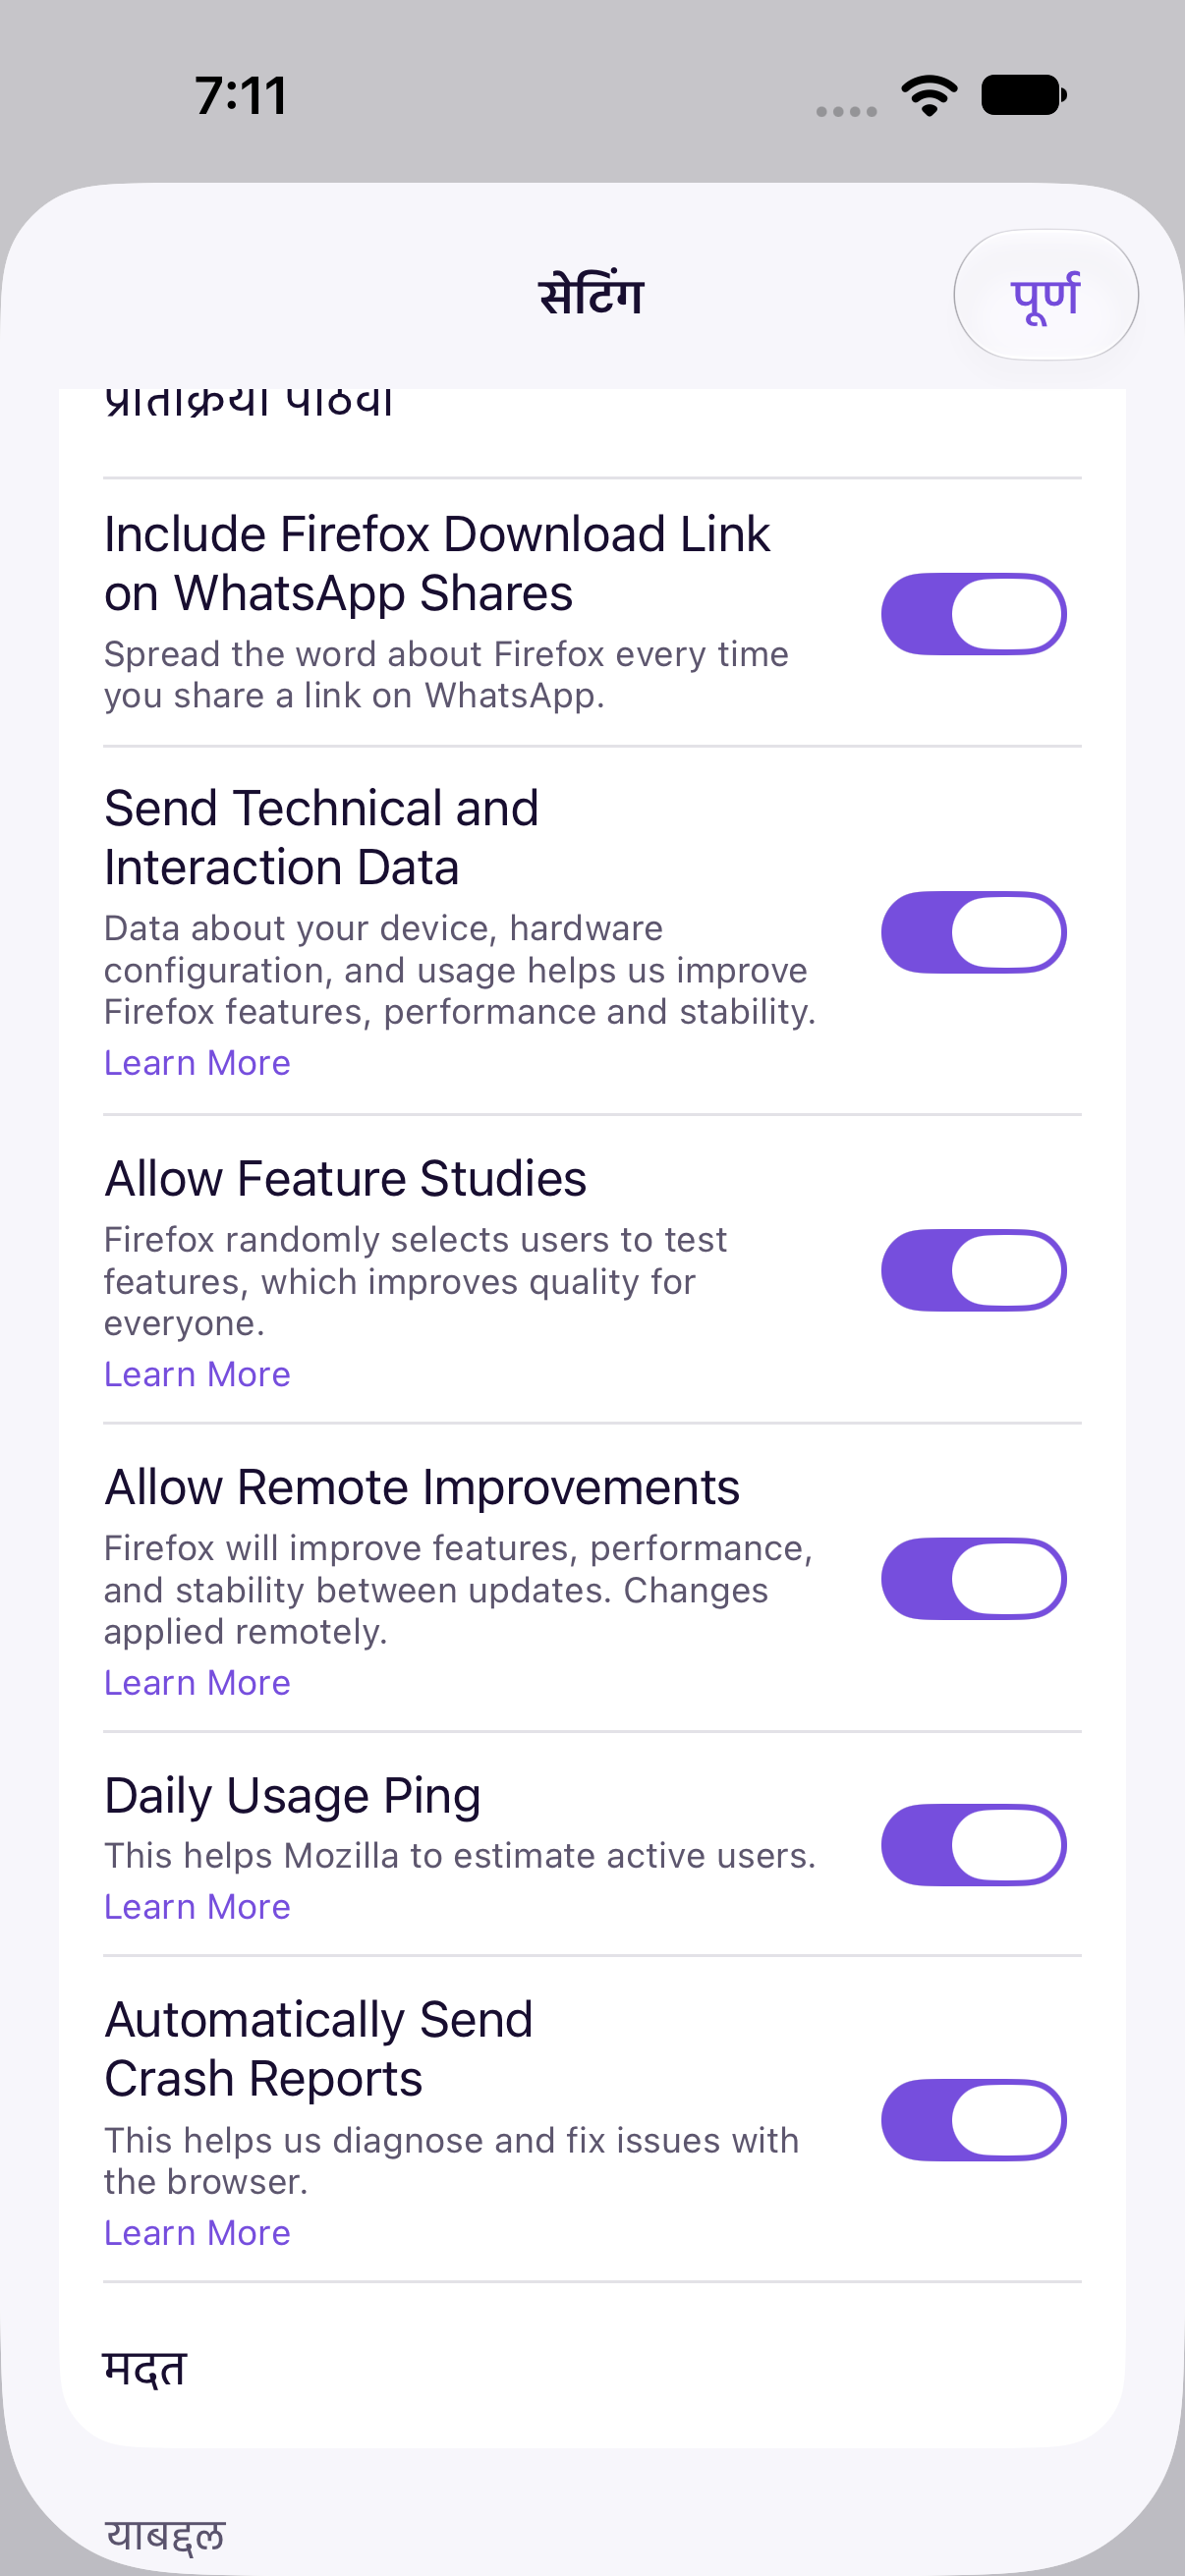 7:11
सेटिंग
पूर्ण
प्रतिक्रिया पाठवा
Include Firefox Download Link
on WhatsApp Shares
Spread the word about Firefox every time
you share a link on WhatsApp.
Send Technical and
Interaction Data
Data about your device, hardware
configuration, and usage helps us improve
Firefox features, performance and stability.
Learn More
Allow Feature Studies
Firefox randomly selects users to test
features, which improves quality for
everyone.
Learn More
Allow Remote Improvements
Firefox will improve features, performance,
and stability between updates. Changes
applied remotely.
Learn More
Daily Usage Ping
This helps Mozilla to estimate active users.
Learn More
Automatically Send
Crash Reports
This helps us diagnose and fix issues with
the browser.
Learn More
मदत
याबद्दल